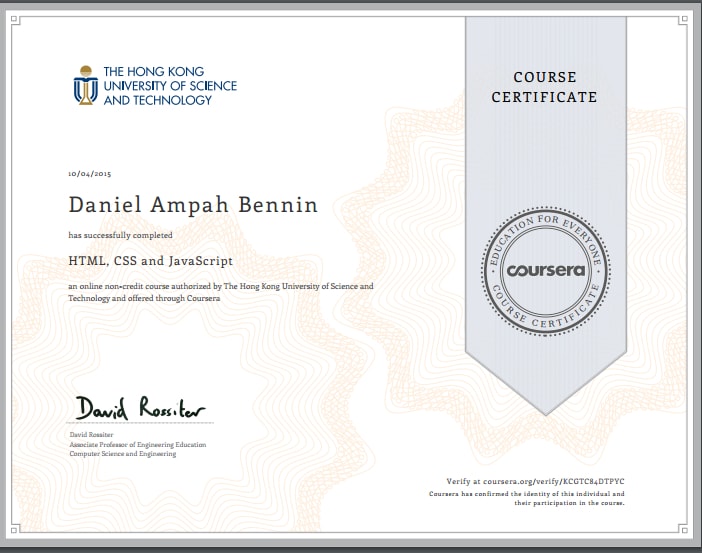 THE HONG KONG
UNIVERSITY OF SCIENCE
AND TECHNOLOGY
COURSE
CERTIFICATE
10/04/2015
Daniel Ampah Bennin
has successfully completed
HTML, CSS and JavaScript
an online non-credit course authorized by The Hong Kong University of Science and
Technology and offered through Coursera
EDUCATION FOR EVERYONE
coursera
COURSE CERTIFICATE
David Rossiter
David Rossiter
Associate Professor of Engineering Education
Computer Science and Engineering
Verify at coursera.org/verify/KCGTC84DTPYC
Coursera has confirmed the identity of this individual and
their participation in the course.